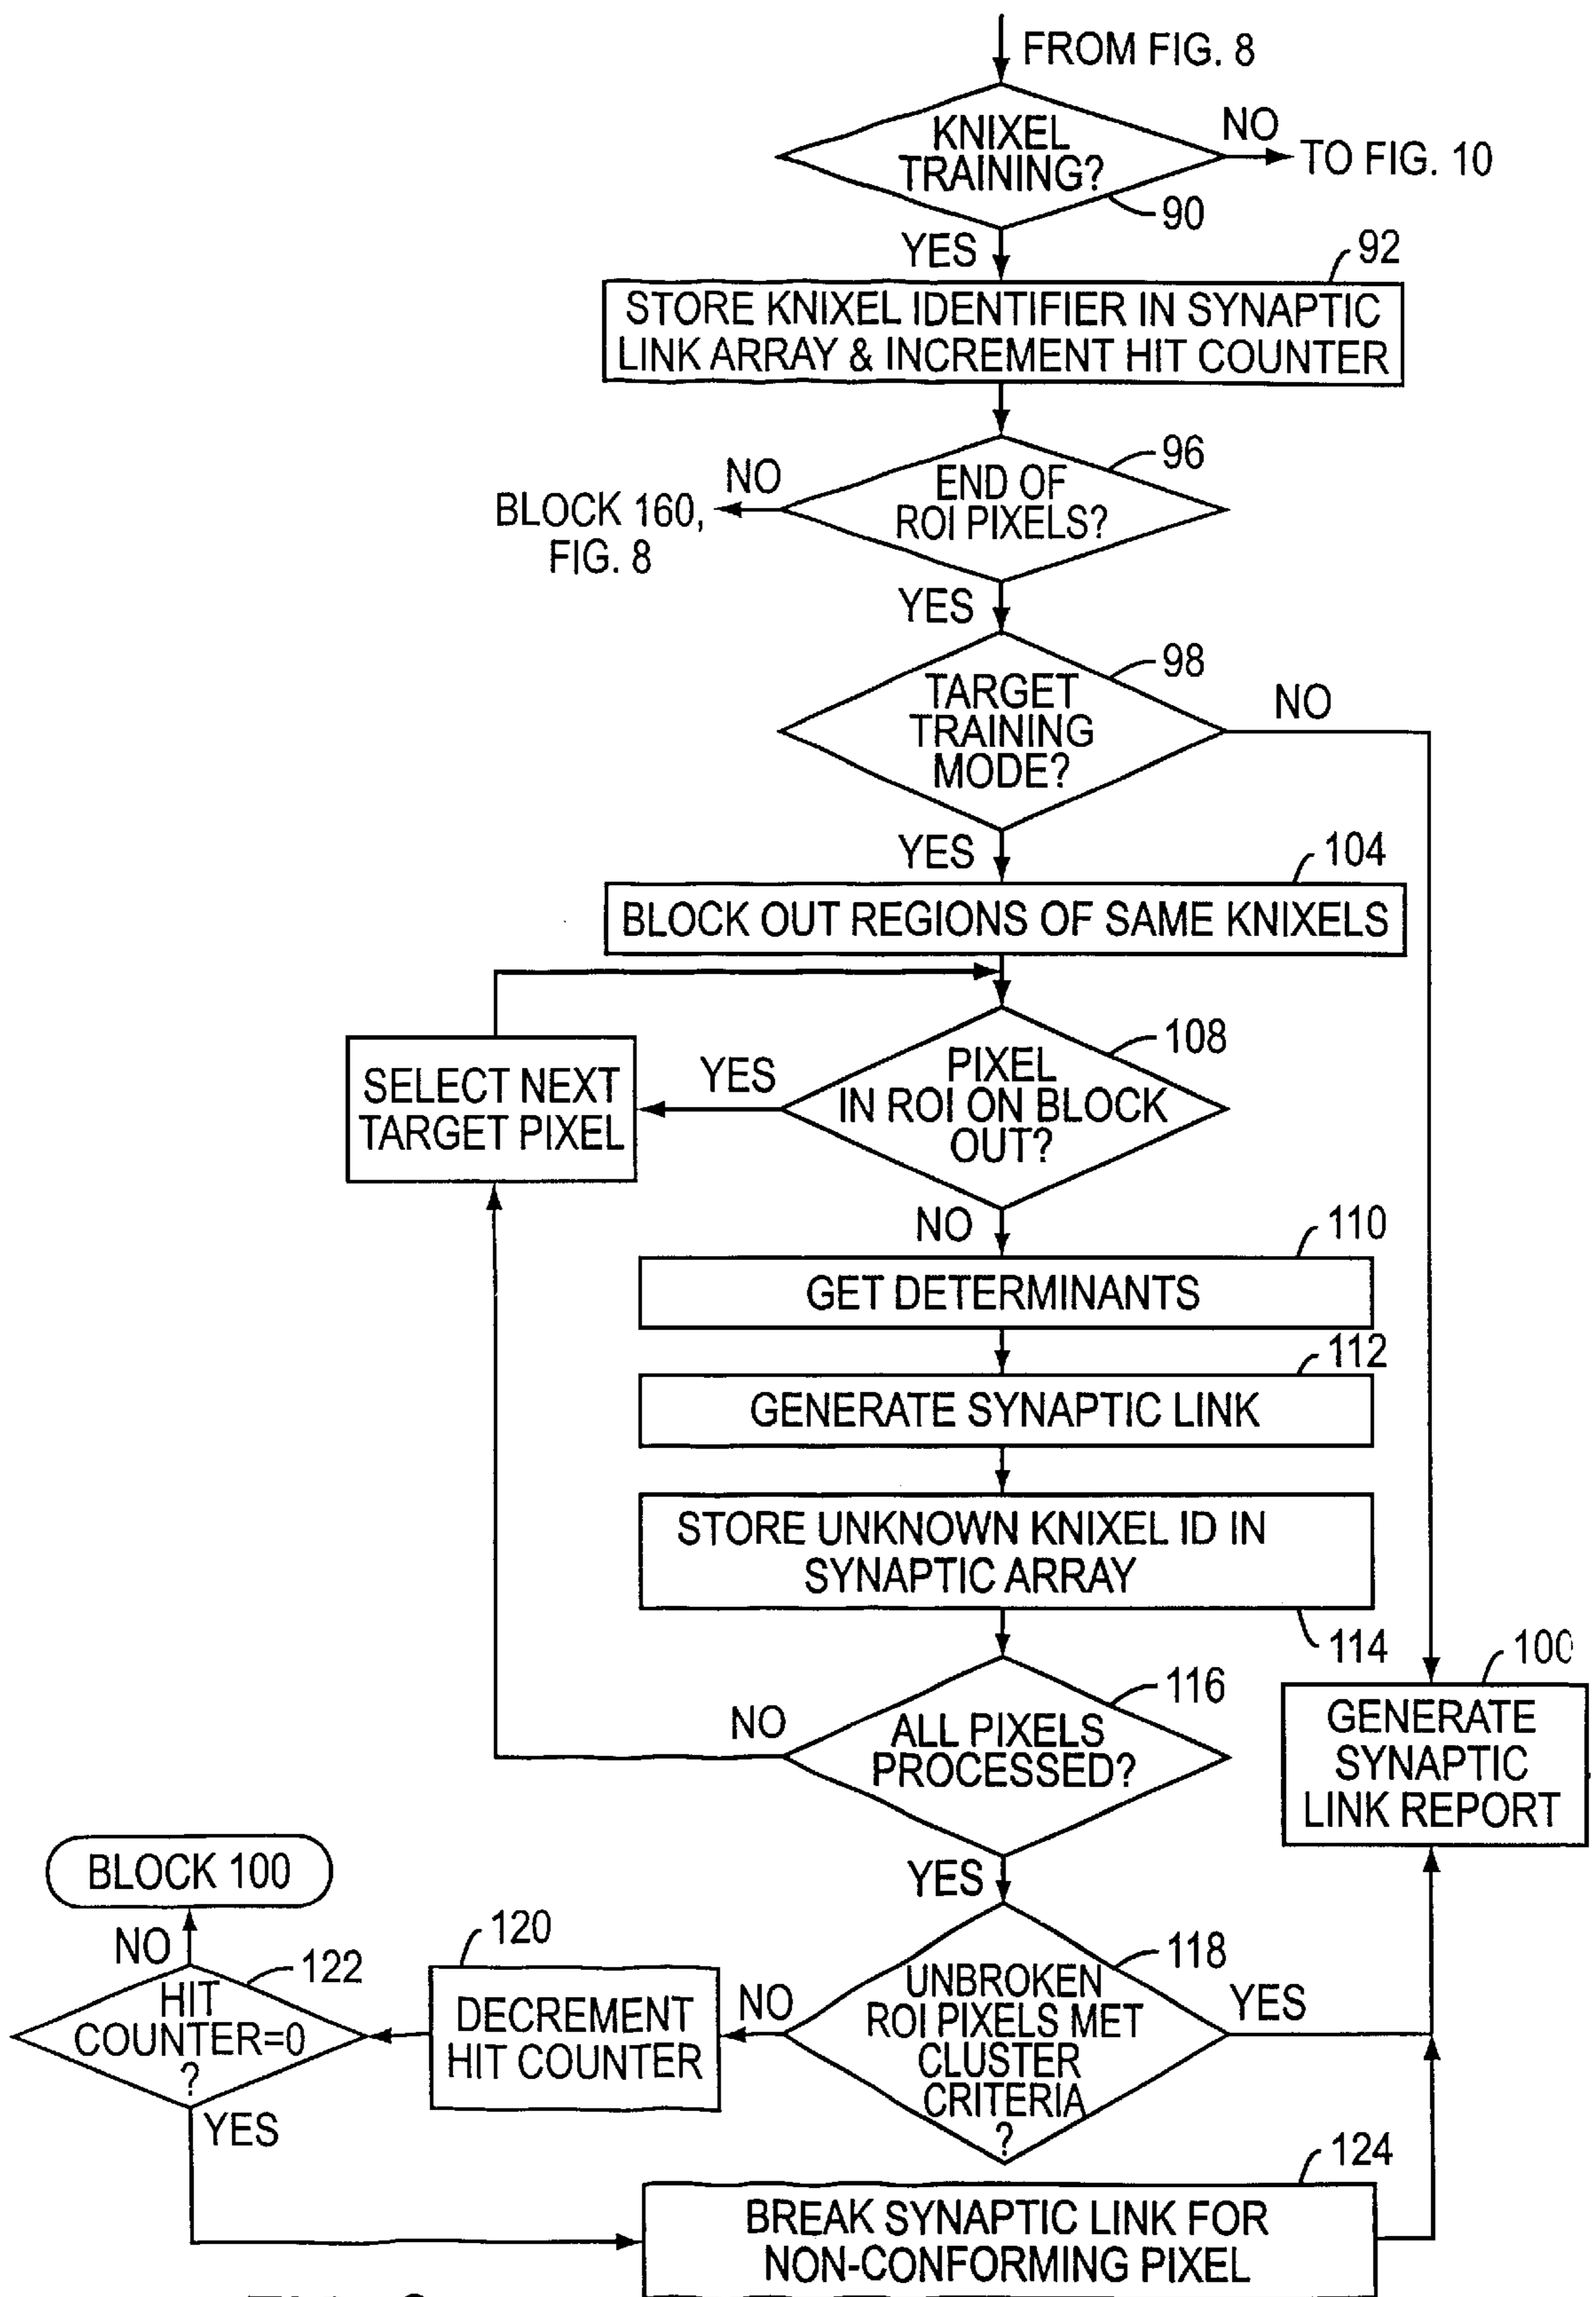 FROM FIG. 8
KNIXEL
TRAINING?
NO
TO FIG. 10
90
YES
92
STORE KNIXEL IDENTIFIER IN SYNAPTIC
LINK ARRAY & INCREMENT HIT COUNTER
96
END OF
ROI PIXELS?
NO
BLOCK 160,
FIG. 8
YES
98
TARGET
TRAINING
MODE?
NO
YES
104
BLOCK OUT REGIONS OF SAME KNIXELS
108
PIXEL
IN ROI ON BLOCK
OUT?
YES
SELECT NEXT
TARGET PIXEL
NO
110
GET DETERMINANTS
112
GENERATE SYNAPTIC LINK
STORE UNKNOWN KNIXEL ID IN
SYNAPTIC ARRAY
114
100
116
NO
ALL PIXELS
PROCESSED?
GENERATE
SYNAPTIC
LINK REPORT
YES
BLOCK 100
NO
122
HIT
COUNTER=0
?
120
DECREMENT
HIT COUNTER
NO
118
UNBROKEN
ROI PIXELS MET
CLUSTER
CRITERIA
?
YES
YES
124
BREAK SYNAPTIC LINK FOR
NON-CONFORMING PIXEL